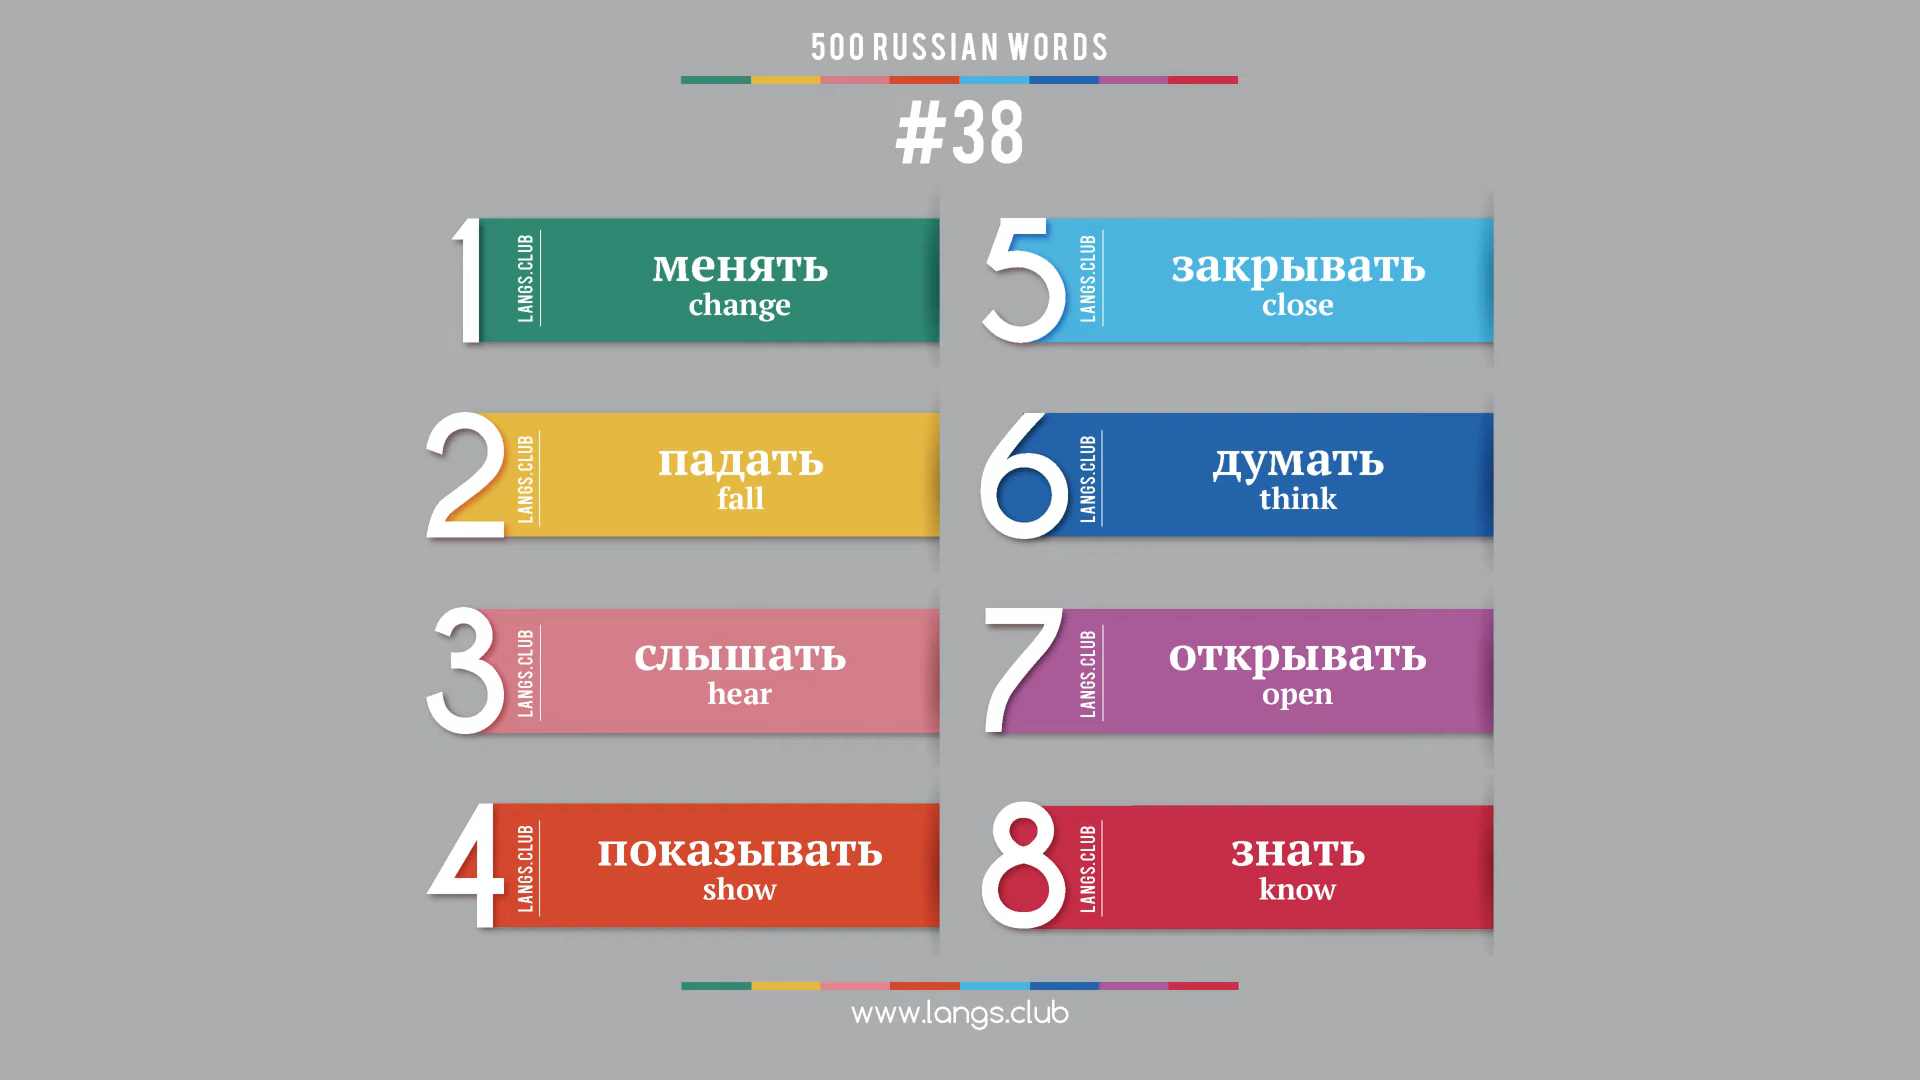 500 RUSSIAN WORDS
#38
1
LANGS.CLUB
менять
change
2
LANGS.CLUB
падать
fall
3
LANGS.CLUB
слышать
hear
4
LANGS.CLUB
показывать
show
5
LANGS.CLUB
закрывать
close
6
LANGS.CLUB
думать
think
7
LANGS.CLUB
открывать
open
8
LANGS.CLUB
знать
know
www.langs.club